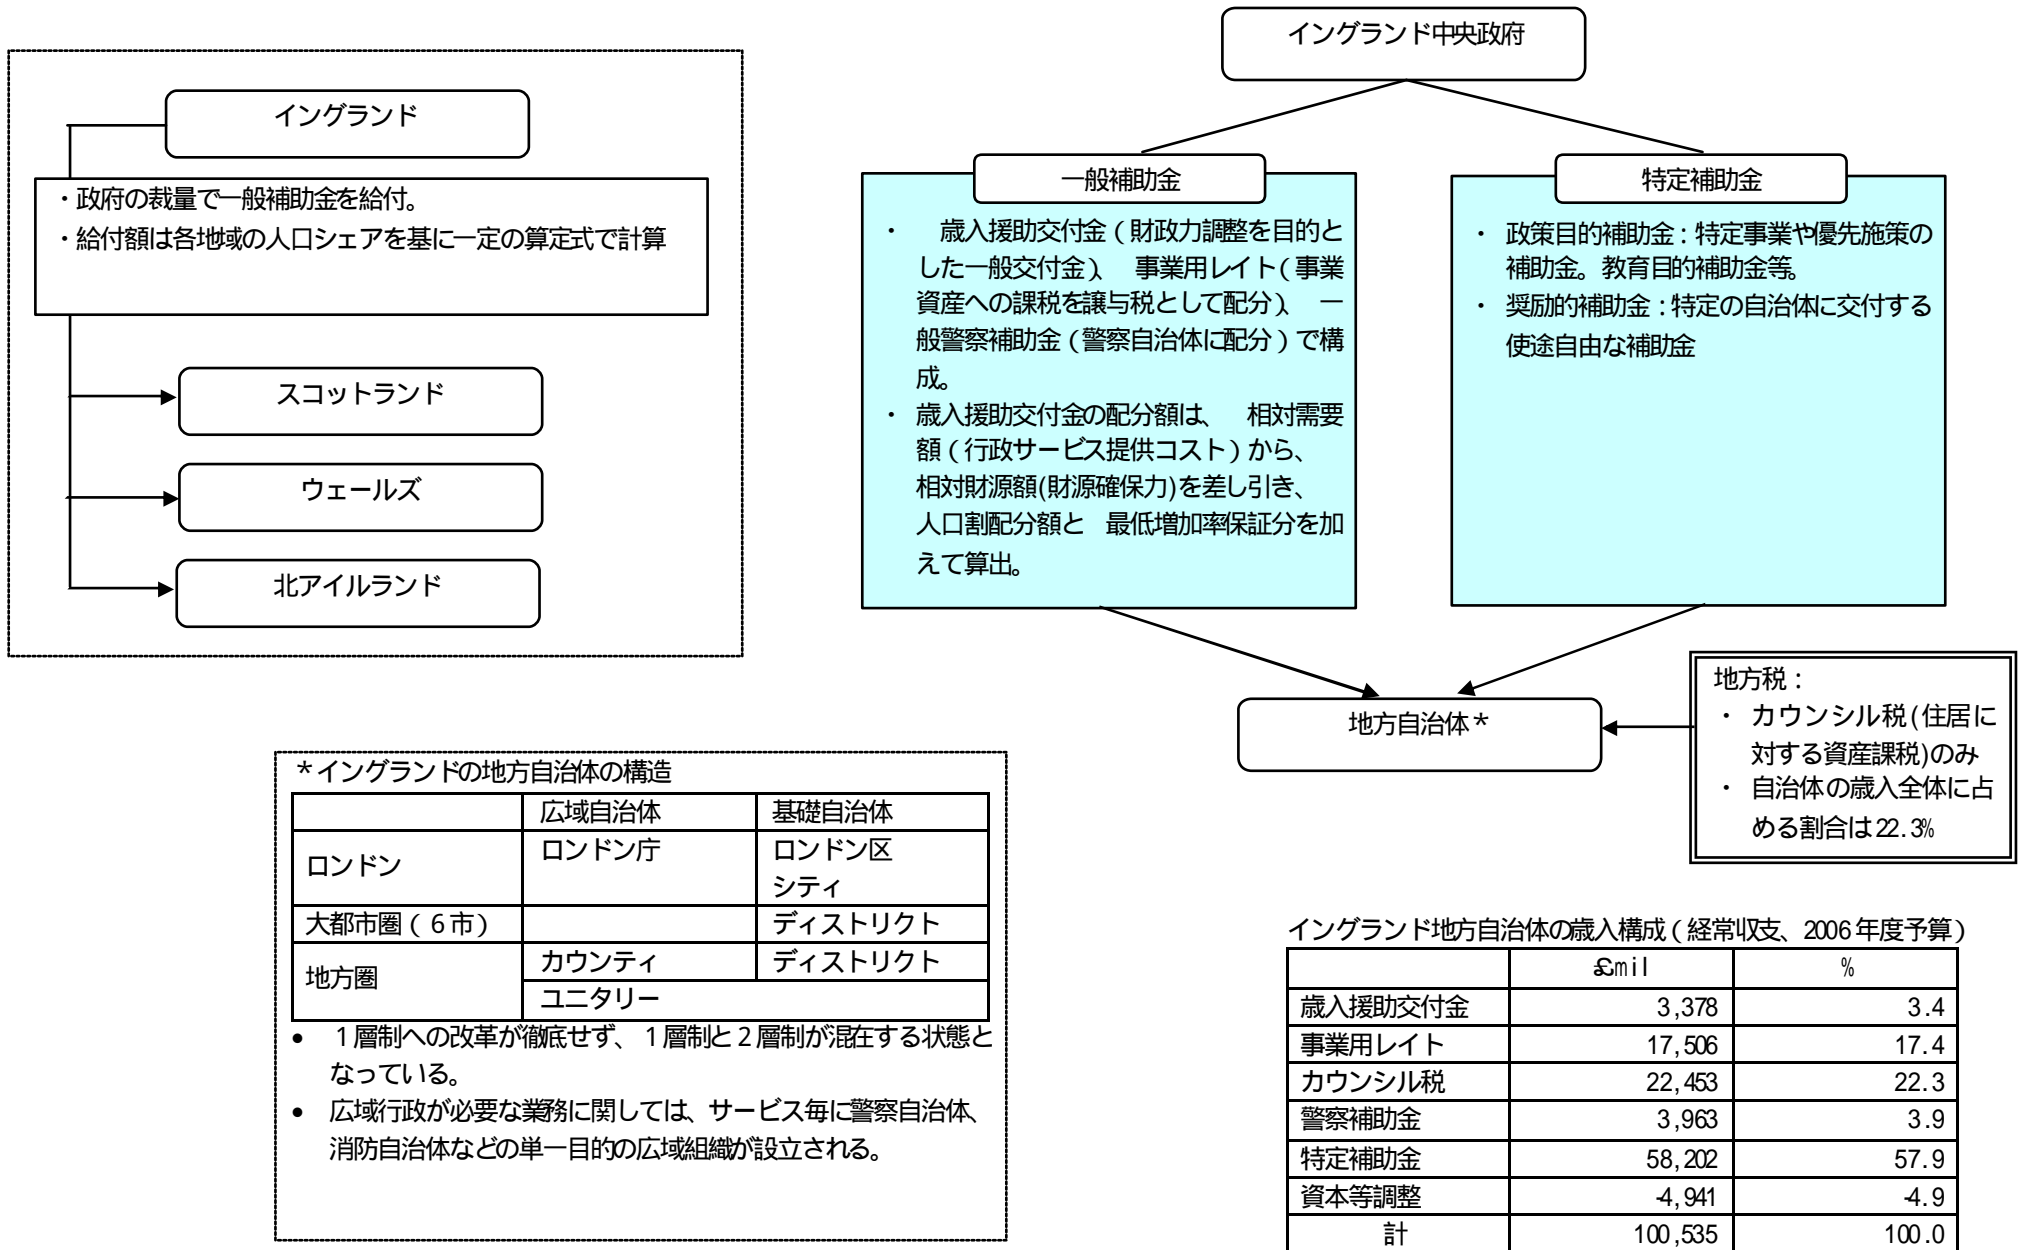 イングランド
・政府の裁量で一般補助金を給付。
・給付額は各地域の人口シェアを基に一定の算定式で計算
スコットランド
ウェールズ
北アイルランド
イングランド中央政府
一般補助金
・ 歳入援助交付金（財政力調整を目的と
した一般交付金）、 事業用レイト（事業
資産への課税を譲与税として配分）、 一
般警察補助金（警察自治体に配分）で構
成。
・ 歳入援助交付金の配分額は、 相対需要
額（行政サービス提供コスト）から、
相対財源額(財源確保力)を差し引き、
人口割配分額と 最低増加率保証分を加
えて算出。
特定補助金
・ 政策目的補助金：特定事業や優先施策の
補助金。教育目的補助金等。
・ 奨励的補助金：特定の自治体に交付する
使途自由な補助金
地方自治体＊
地方税：
・ カウンシル税(住居に
対する資産課税)のみ
・ 自治体の歳入全体に占
める割合は22.3%
＊イングランドの地方自治体の構造
広域自治体 基礎自治体
ロンドン ロンドン庁 ロンドン区
シティ
大都市圏（６市） ディストリクト
地方圏 カウンティ ディストリクト
ユニタリー
• １層制への改革が徹底せず、１層制と２層制が混在する状態と
なっている。
• 広域行政が必要な業務に関しては、サービス毎に警察自治体、
消防自治体などの単一目的の広域組織が設立される。
イングランド地方自治体の歳入構成（経常収支、2006年度予算）
£mil %
歳入援助交付金 3,378 3.4
事業用レイト 17,506 17.4
カウンシル税 22,453 22.3
警察補助金 3,963 3.9
特定補助金 58,202 57.9
資本等調整 -4,941 -4.9
計 100,535 100.0